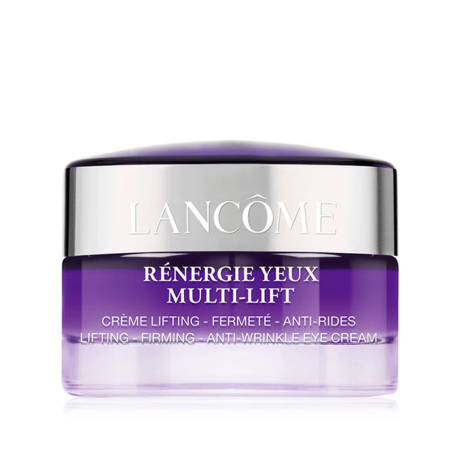 LANCÔME
RÉNERGIE YEUX
MULTI-LIFT
CRÈME LIFTING - FERMETÉ - ANTI-RIDES
LIFTING - FIRMING - ANTI-WRINKLE EYE CREAM